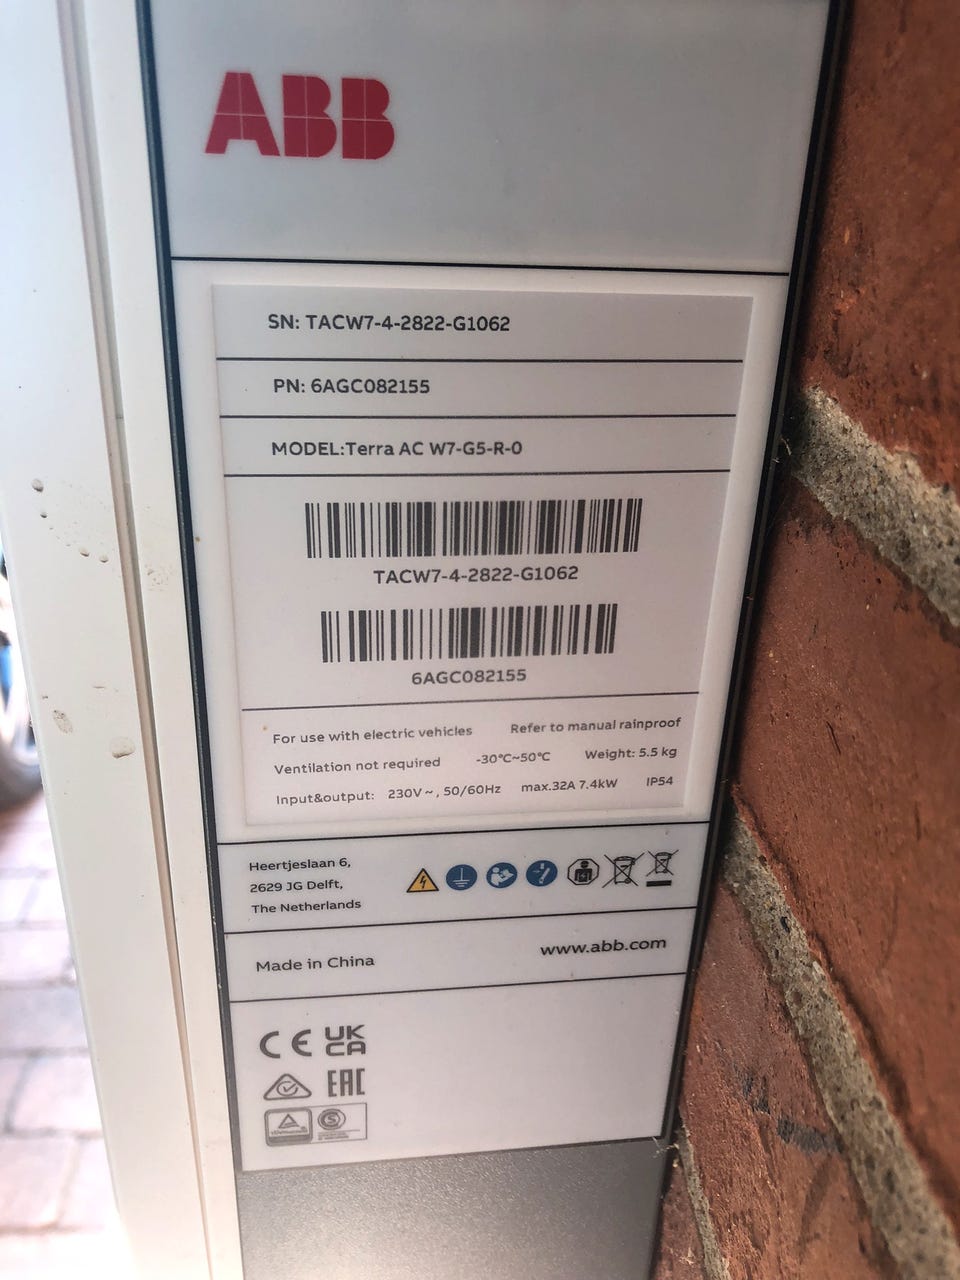 ABB
SN: TACW7-4-2822-G1062
PN: 6AGC082155
MODEL:Terra AC W7-G5-R-0
TACW7-4-2822-G1062
6AGC082155
For use with electric vehicles Refer to manual rainproof
Ventilation not required -30℃~50℃ Weight: 5.5 kg
Input&output: 230V ~ , 50/60Hz max.32A 7.4kW IP54
Heertjeslaan 6,
2629 JG Delft,
The Netherlands
Made in China www.abb.com
CE UK
CA
EAC